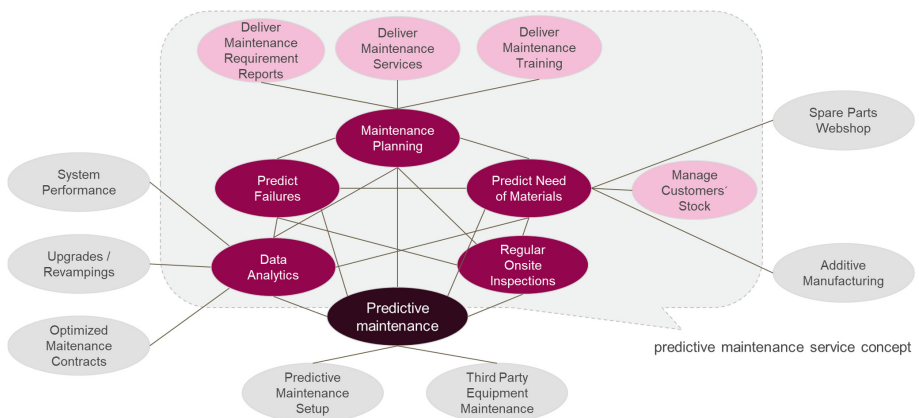 Deliver
Maintenance
Requirement
Reports
Deliver
Maintenance
Services
Deliver
Maintenance
Training
Maintenance
Planning
Spare Parts
Webshop
System
Performance
Predict
Failures
Predict Need
of Materials
Manage
Customers´
Stock
Upgrades /
Revampings
Data
Analytics
Regular
Onsite
Inspections
Additive
Manufacturing
Optimized
Maitenance
Contracts
Predictive
maintenance
predictive maintenance service concept
Predictive
Maintenance
Setup
Third Party
Equipment
Maintenance